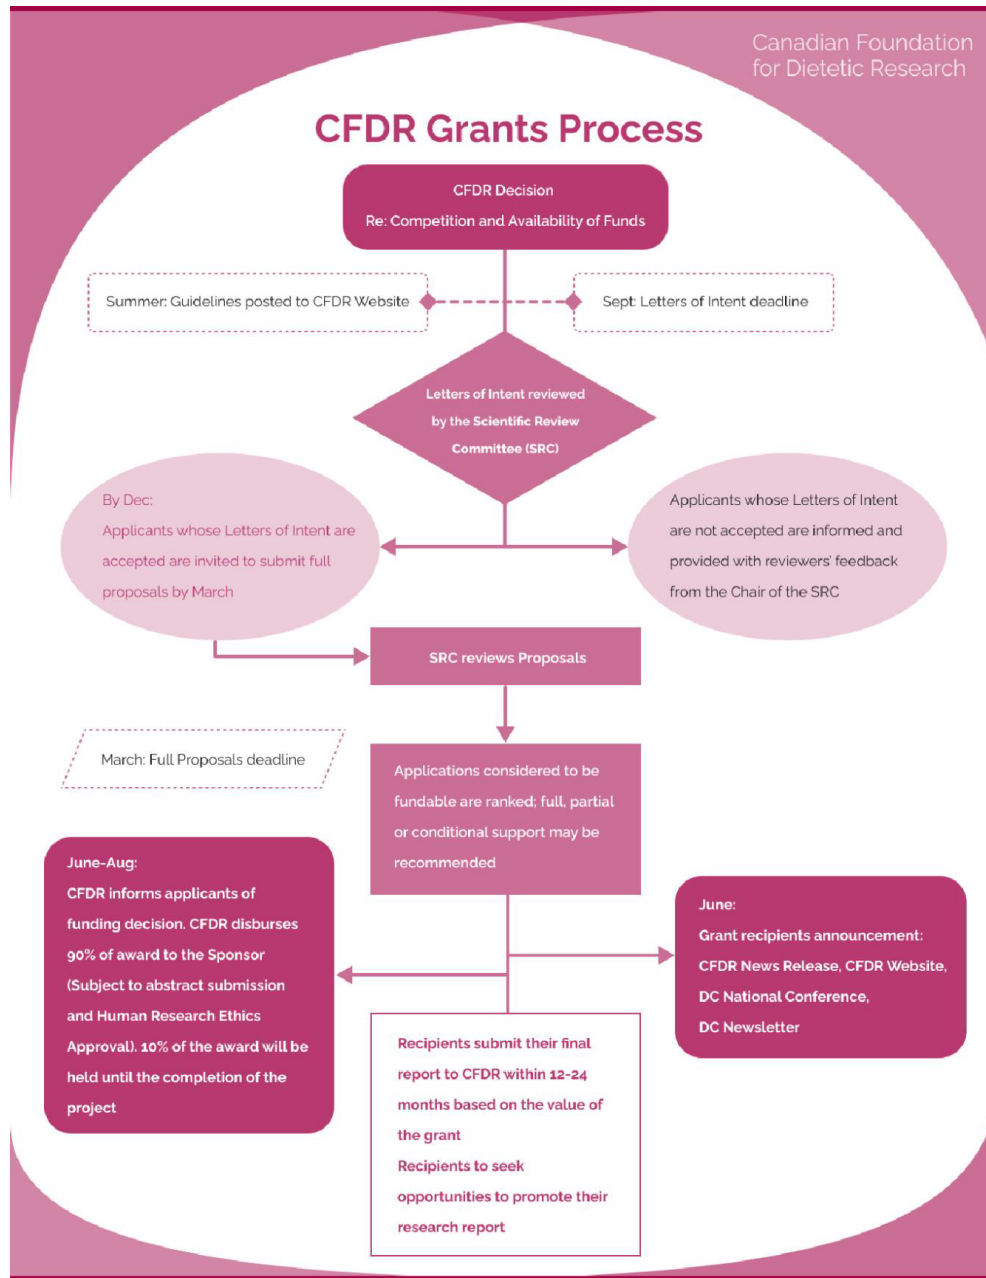 Canadian Foundation
for Dietetic Research
CFDR Grants Process
CFDR Decision
Re: Competition and Availability of Funds
Summer: Guidelines posted to CFDR Website
Sept: Letters of Intent deadline
Letters of Intent reviewed
by the Scientific Review
Committee (SRC)
By Dec:
Applicants whose Letters of Intent are
accepted are invited to submit full
proposals by March
Applicants whose Letters of Intent
are not accepted are informed and
provided with reviewers' feedback
from the Chair of the SRC
SRC reviews Proposals
March: Full Proposals deadline
Applications considered to be
fundable are ranked; full, partial
or conditional support may be
recommended
June-Aug:
CFDR informs applicants of
funding decision. CFDR disburses
90% of award to the Sponsor
(Subject to abstract submission
and Human Research Ethics
Approval). 10% of the award will be
held until the completion of the
project
June:
Grant recipients announcement:
CFDR News Release, CFDR Website,
DC National Conference,
DC Newsletter
Recipients submit their final
report to CFDR within 12-24
months based on the value of
the grant
Recipients to seek
opportunities to promote their
research report